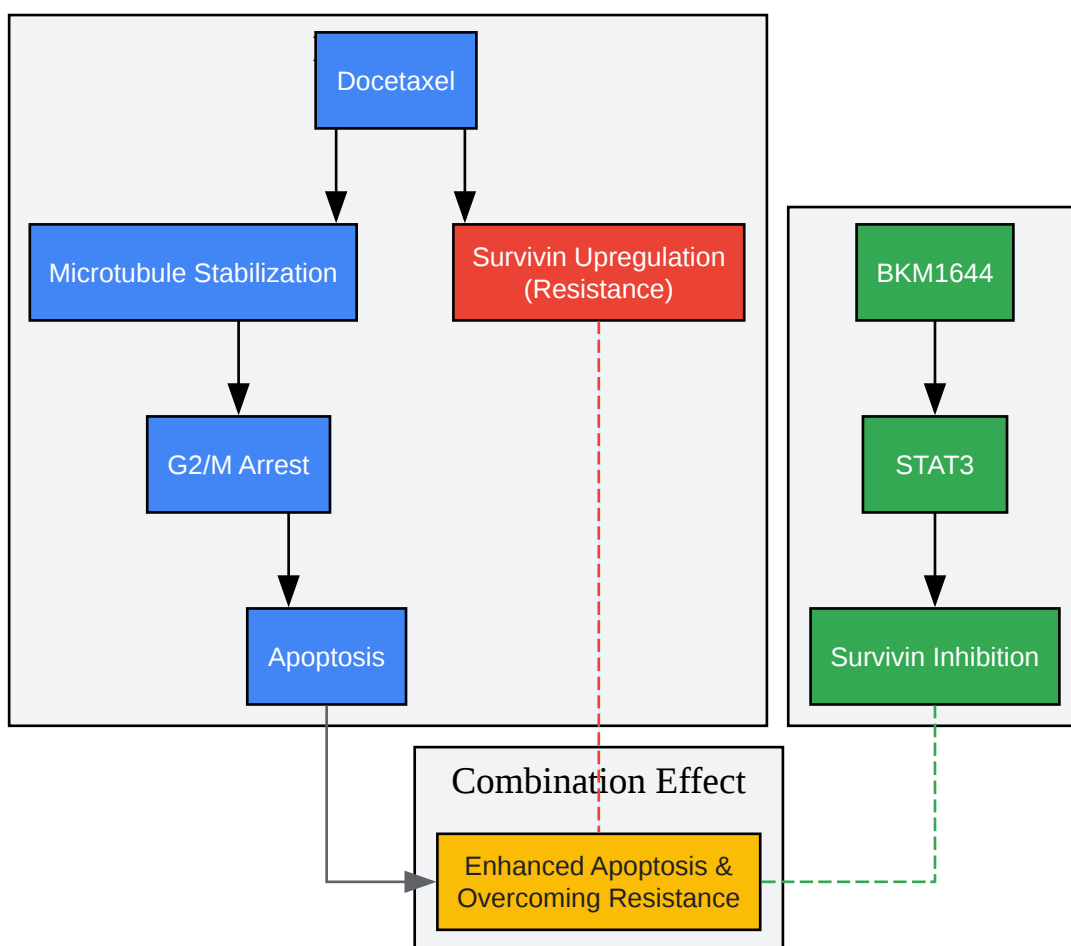 Docetaxel
Microtubule Stabilization
Survivin Upregulation
(Resistance)
BKM1644
G2/M Arrest
STAT3
Apoptosis
Survivin Inhibition
Combination Effect
Enhanced Apoptosis &
Overcoming Resistance